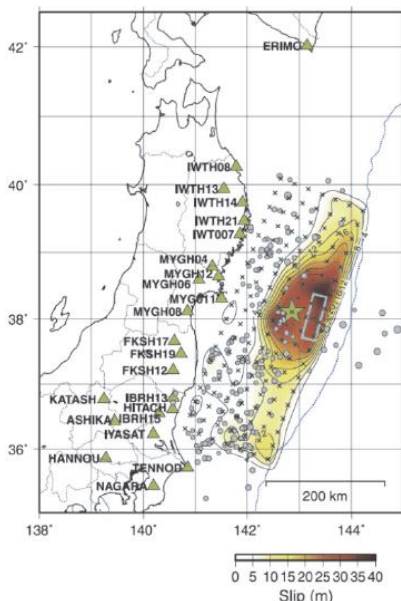 42°
ERIMO
IWTH08
40°
IWTH13
IWTH14
IWTH21
IWT007
MYGH04
MYGH12
MYGH06
MYG011
38°
MYGH08
FKSH17
FKSH19
FKSH12
KATASH
IBRH13
HITACH
ASHIKA
IBRH15
IYASAT
36°
HANNOU
TENNOD
NAGARA
200 km
138°
140°
142°
144°
0 5 10 15 20 25 30 35 40
Slip (m)